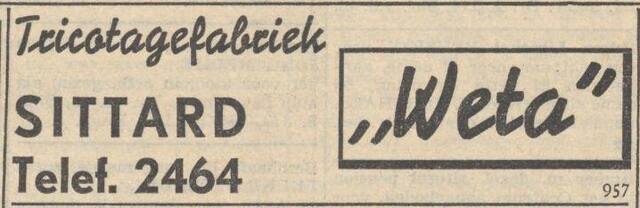 Tricotagefabriek
SITTARD
Telef. 2464
„Weta”
957